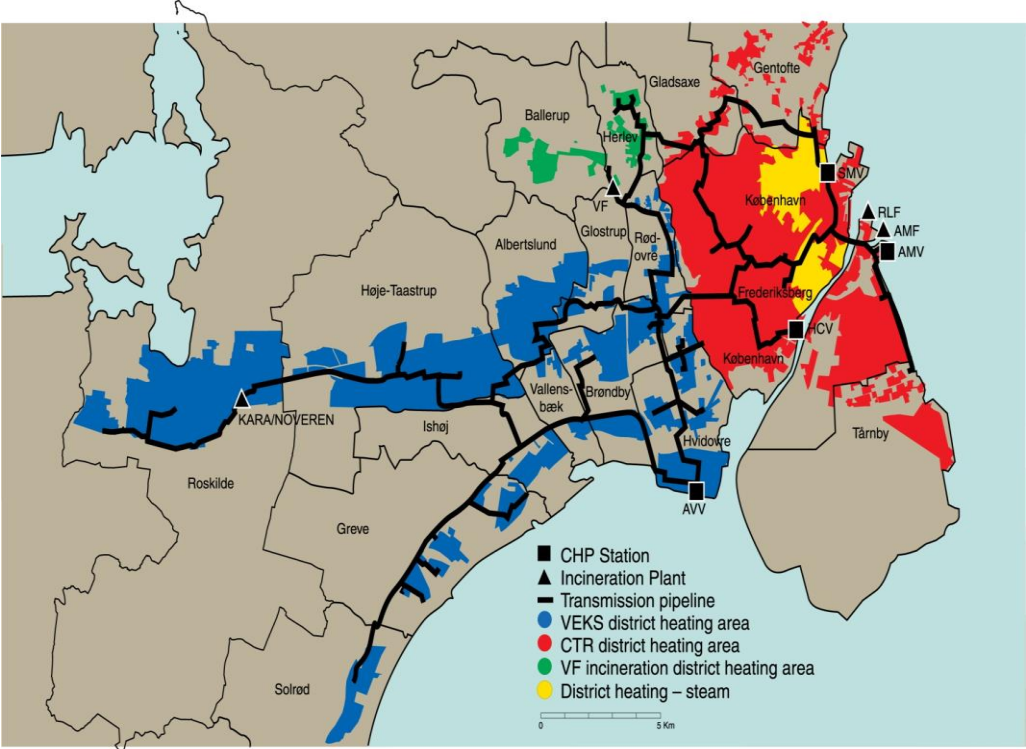 Gentofte
Gladsaxe
Ballerup
Herlev
SMV
København
VF
RLF
AMF
AMV
Albertslund
Glostrup
Rød-
ovre
Høje-Taastrup
Frederiksberg
HCV
København
Vallens-
bæk
Brøndby
KARA/NOVEREN
Ishøj
Hvidovre
Tårnby
Roskilde
AVV
Greve
Solrød
CHP Station
Incineration Plant
Transmission pipeline
VEKS district heating area
CTR district heating area
VF incineration district heating area
District heating – steam
0 5 Km